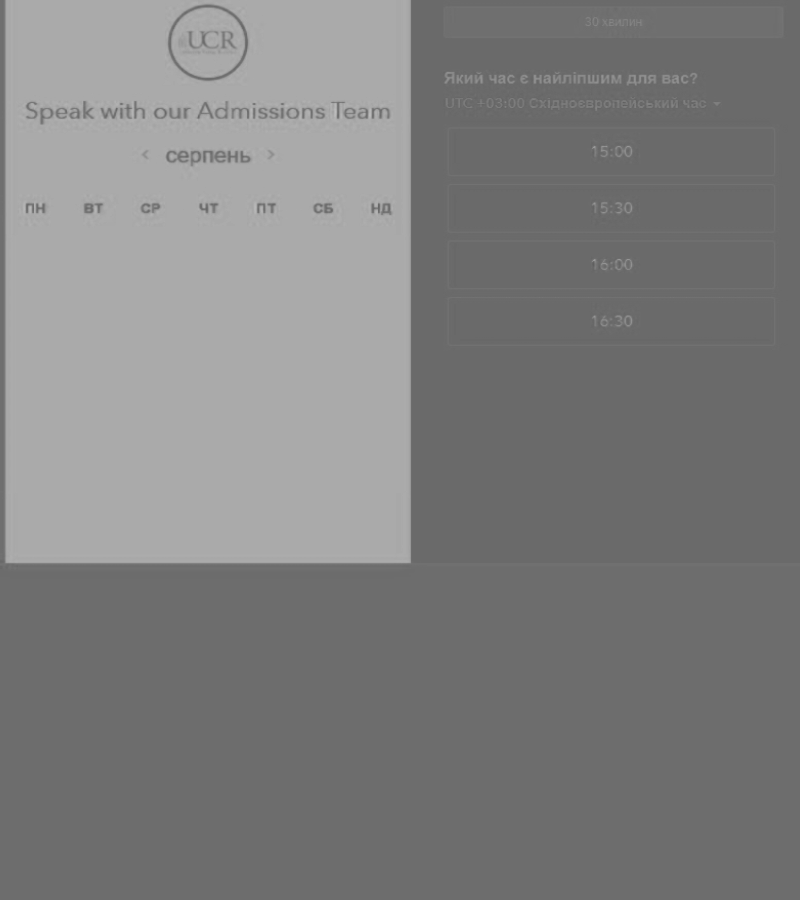 UCR
Speak with our Admissions Team
‹ серпень ›
ПН ВТ СР ЧТ ПТ СБ НД
30 хвилин
Який час є найліпшим для вас?
UTC +03:00 Східноєвропейський час
15:00
15:30
16:00
16:30